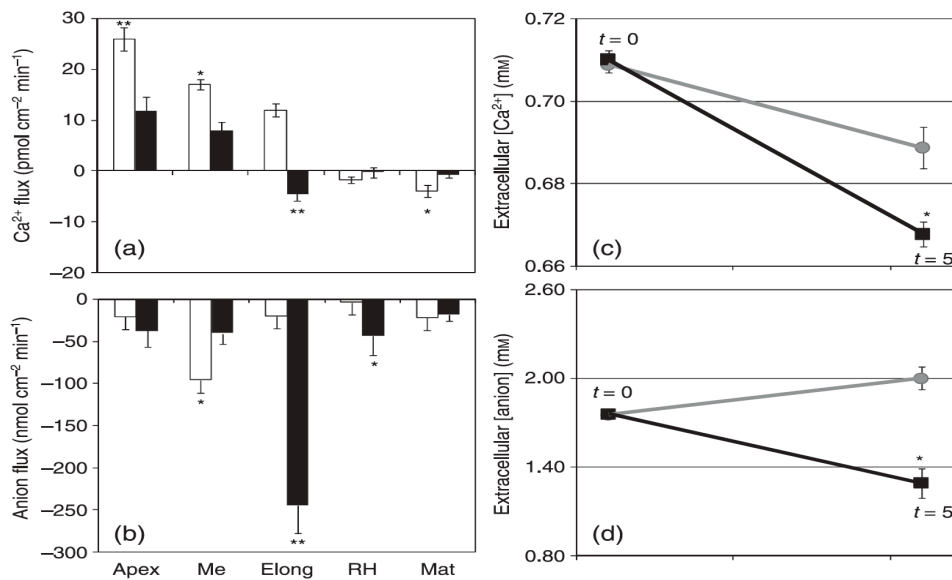 30
**
20
*
10
0
−10
**
*
−20
(a)
Ca²⁺ flux (pmol cm⁻² min⁻¹)
0
−50
−100
−150
−200
−250
−300
*
*
**
(b)
Anion flux (nmol cm⁻² min⁻¹)
Apex Me Elong RH Mat
0.72
t = 0
0.70
0.68
*
0.66
t = 5
(c)
Extracellular [Ca²⁺] (mM)
2.60
2.00
t = 0
1.40
*
t = 5
0.80
(d)
Extracellular [anion] (mM)